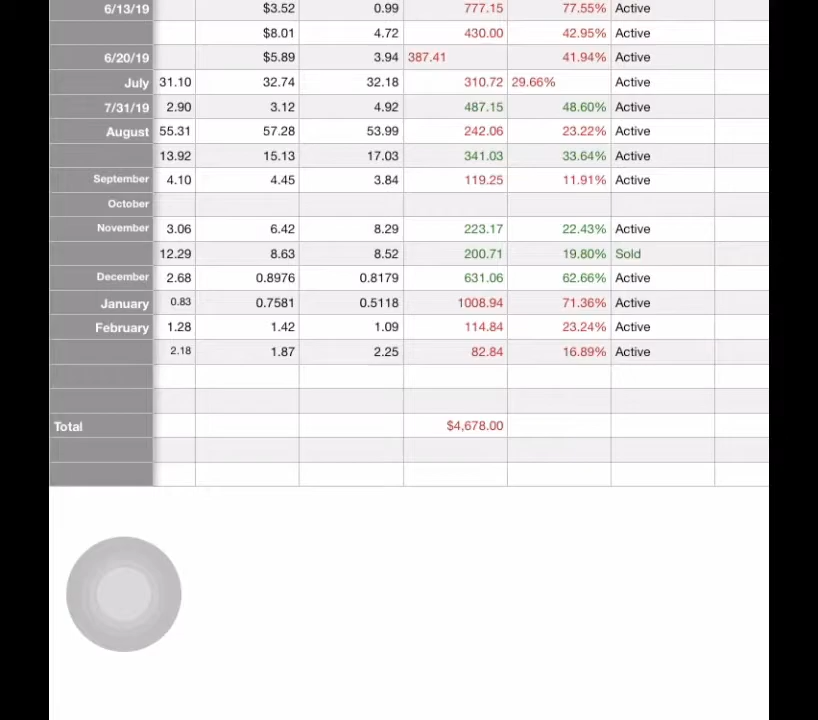 6/13/19 $3.52 0.99 777.15 77.55% Active
$8.01 4.72 430.00 42.95% Active
6/20/19 $5.89 3.94 387.41 41.94% Active
July 31.10 32.74 32.18 310.72 29.66% Active
7/31/19 2.90 3.12 4.92 487.15 48.60% Active
August 55.31 57.28 53.99 242.06 23.22% Active
13.92 15.13 17.03 341.03 33.64% Active
September 4.10 4.45 3.84 119.25 11.91% Active
October
November 3.06 6.42 8.29 223.17 22.43% Active
12.29 8.63 8.52 200.71 19.80% Sold
December 2.68 0.8976 0.8179 631.06 62.66% Active
January 0.83 0.7581 0.5118 1008.94 71.36% Active
February 1.28 1.42 1.09 114.84 23.24% Active
2.18 1.87 2.25 82.84 16.89% Active
Total $4,678.00